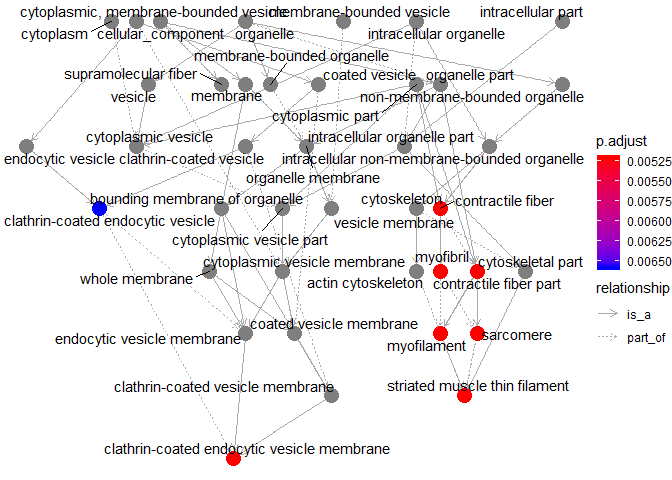 cytoplasmic, membrane-bounded vesicle
membrane-bounded vesicle
intracellular part
cytoplasm
cellular_component
organelle
intracellular organelle
membrane-bounded organelle
supramolecular fiber
coated vesicle
organelle part
vesicle
membrane
non-membrane-bounded organelle
cytoplasmic part
cytoplasmic vesicle
intracellular organelle part
endocytic vesicle
clathrin-coated vesicle
intracellular non-membrane-bounded organelle
organelle membrane
bounding membrane of organelle
cytoskeleton
contractile fiber
clathrin-coated endocytic vesicle
vesicle membrane
cytoplasmic vesicle part
myofibril
cytoplasmic vesicle membrane
cytoskeletal part
whole membrane
actin cytoskeleton
contractile fiber part
coated vesicle membrane
endocytic vesicle membrane
sarcomere
myofilament
clathrin-coated vesicle membrane
striated muscle thin filament
clathrin-coated endocytic vesicle membrane
p.adjust
0.00525
0.00550
0.00575
0.00600
0.00625
0.00650
relationship
is_a
part_of